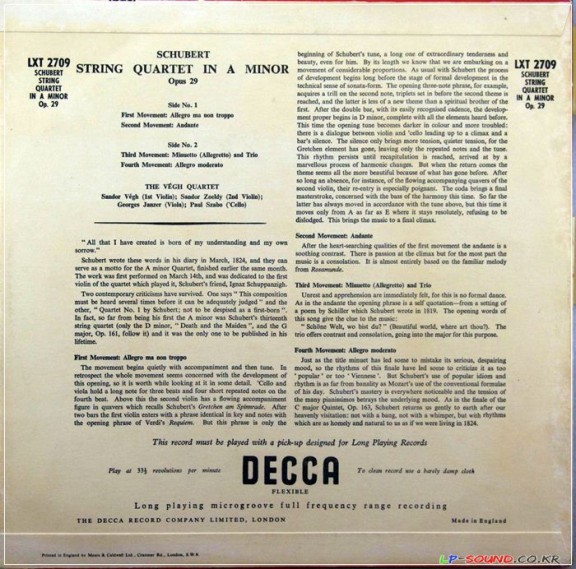 LXT 2709
SCHUBERT
STRING
QUARTET
IN A MINOR
Op. 29
SCHUBERT
STRING QUARTET IN A MINOR
Opus 29
Side No. 1
First Movement: Allegro ma non troppo
Second Movement: Andante
Side No. 2
Third Movement: Minuetto (Allegretto) and Trio
Fourth Movement: Allegro moderato
THE VÉGH QUARTET
Sandor Végh (1st Violin); Sandor Zoeldy (2nd Violin);
Georges Janzer (Viola); Paul Szabo ('Cello)
" All that I have created is born of my understanding and my own
sorrow."
Schubert wrote these words in his diary in March, 1824, and they can
serve as a motto for the A minor Quartet, finished earlier the same month.
The work was first performed on March 14th, and was dedicated to the first
violin of the quartet which played it, Schubert's friend, Ignaz Schuppanzigh.
Two contemporary criticisms have survived. One says " This composition
must be heard several times before it can be adequately judged " and the
other, " Quartet No. 1 by Schubert; not to be despised as a first-born ".
In fact, so far from being his first the A minor was Schubert's thirteenth
string quartet (only the D minor, " Death and the Maiden ", and the G
major, Op. 161, follow it) and it was the only one to be published in his
lifetime.
First Movement: Allegro ma non troppo
The movement begins quietly with accompaniment and then tune. In
retrospect the whole movement seems concerned with the development of
this opening, so it is worth while looking at it in some detail. 'Cello and
viola hold a long note for three beats and four short repeated notes on the
fourth beat. Above this the second violin has a flowing accompaniment
figure in quavers which recalls Schubert's Gretchen am Spinnrade. After
two bars the first violin enters with a phrase identical in key and notes with
the opening phrase of Verdi's Requiem. But this phrase is only the
beginning of Schubert's tune, a long one of extraordinary tenderness and
beauty, even for him. By its length we know that we are embarking on a
movement of considerable proportions. As usual with Schubert the process
of development begins long before the stage of formal development in the
technical sense of sonata-form. The opening three-note phrase, for example,
acquires a trill on the second note, triplets set in before the second theme is
reached, and the latter is less of a new theme than a spiritual brother of the
first. After the double bar, with its easily recognised cadence, the develop-
ment proper begins in D minor, complete with all the elements heard before.
This time the opening tune becomes darker in colour and more troubled:
there is a dialogue between violin and 'cello leading up to a climax and a
bar's silence. The silence only brings more tension, quieter tension, for the
Gretchen element has gone, leaving only the repeated notes and the tune.
This rhythm persists until recapitulation is reached, arrived at by a
marvellous process of harmonic changes. But when the return comes the
theme seems all the more beautiful because of what has gone before. After
so long an absence, for instance, of the flowing accompanying quavers of the
second violin, their re-entry is especially poignant. The coda brings a final
masterstroke, concerned with the bass of the harmony this time. So far the
latter has always moved in accordance with the tune above, but this time it
moves only from A as far as E where it stays resolutely, refusing to be
dislodged. This brings the music to a final climax.
Second Movement: Andante
After the heart-searching qualities of the first movement the andante is a
soothing contrast. There is passion at the climax but for the most part the
music is a consolation. It is almost entirely based on the familiar melody
from Rosamunde.
Third Movement: Minuetto (Allegretto) and Trio
Unrest and apprehension are immediately felt, for this is no formal dance.
As in the andante the opening phrase is a self quotation—from a setting of
a poem by Schiller which Schubert wrote in 1819. The opening words of
this song give the clue to the music:
" Schöne Welt, wo bist du? " (Beautiful world, where art thou?). The
trio offers contrast and consolation, going into the major for this purpose.
Fourth Movement: Allegro moderato
Just as the title minuet has led some to mistake its serious, despairing
mood, so the rhythms of this finale have led some to criticize it as too
' popular ' or too ' Viennese '. But Schubert's use of popular idiom and
rhythm is as far from banality as Mozart's use of the conventional formulae
of his day. Schubert's mastery is everywhere noticeable and the tension of
the many pianissimos betrays the underlying mood. As in the finale of the
C major Quintet, Op. 163, Schubert returns us gently to earth after our
heavenly visitation: not with a bang, not with a whimper, but with rhythms
which are as homely and natural to us as if we were living in 1824.
LXT 2709
SCHUBERT
STRING
QUARTET
IN A MINOR
Op. 29
This record must be played with a pick-up designed for Long Playing Records
Play at 33⅓ revolutions per minute
DECCA
To clean record use a barely damp cloth
FLEXIBLE
Long playing microgroove full frequency range recording
THE DECCA RECORD COMPANY LIMITED, LONDON
Made in England
Printed in England by
Ltd., Cranmer Rd., London, S.W.9.
LP-SOUND.CO.KR